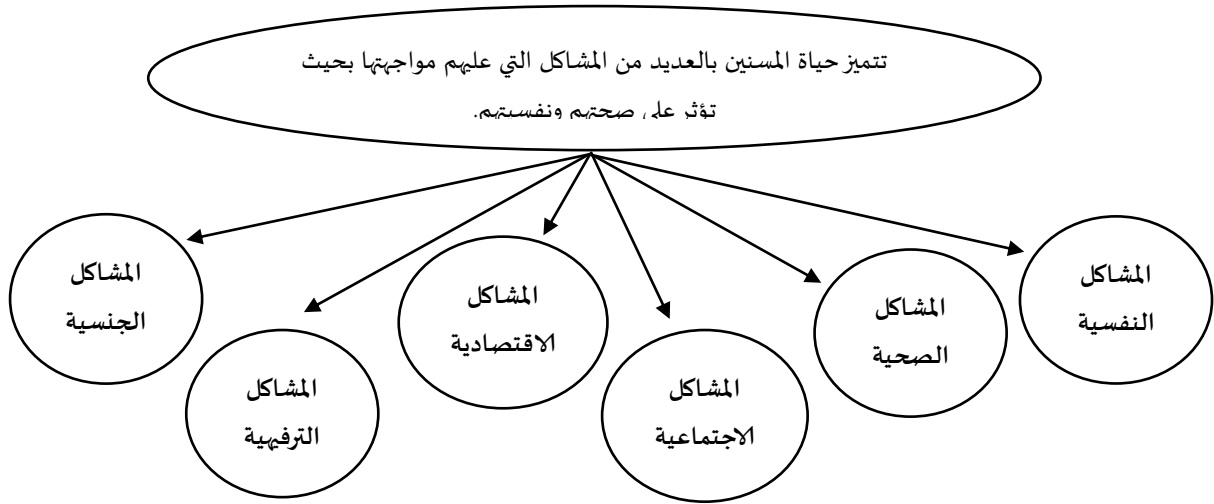 تتميز حياة المسنين بالعديد من المشاكل التي عليهم مواجهتها بحيث
تؤثر على صحتهم ونفسيتهم.
المشاكل
النفسية
المشاكل
الصحية
المشاكل
الاجتماعية
المشاكل
الاقتصادية
المشاكل
الترفيهية
المشاكل
الجنسية